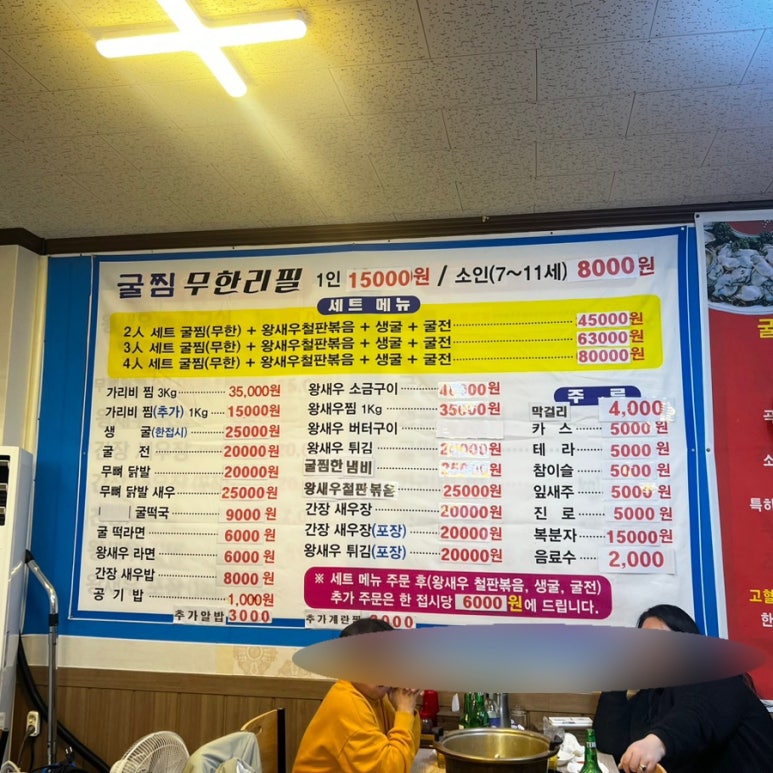 굴찜 무한리필 1인 15000원 / 소인(7~11세) 8000원
세트 메뉴
2人 세트 굴찜(무한) + 왕새우철판볶음 + 생굴 + 굴전 45000원
3人 세트 굴찜(무한) + 왕새우철판볶음 + 생굴 + 굴전 63000원
4人 세트 굴찜(무한) + 왕새우철판볶음 + 생굴 + 굴전 80000원
가리비 찜 3Kg 35,000원
가리비 찜(추가) 1Kg 15000원
생 굴(한접시) 25000원
굴 전 20000원
무뼈 닭발 20000원
무뼈 닭발 새우 25000원
굴떡국 9000원
굴 떡라면 6000원
왕새우 라면 6000원
간장 새우밥 8000원
공 기 밥 1,000원
추가알밥 3000
왕새우 소금구이
왕새우찜 1Kg 35000원
왕새우 버터구이
왕새우 튀김
굴찜한냄비
왕새우철판볶음 25000원
간장 새우장 20000원
간장 새우장(포장) 20000원
왕새우 튀김(포장) 20000원
※ 세트 메뉴 주문 후(왕새우 철판볶음, 생굴, 굴전)
추가 주문은 한 접시당 6000원에 드립니다.
추가계란찜
주 류
막걸리 4,000
카 스 5000원
테 라 5000원
참이슬 5000원
잎새주 5000원
진 로 5000원
복분자 15000원
음료수 2,000
굴
소
특히
고혈
한